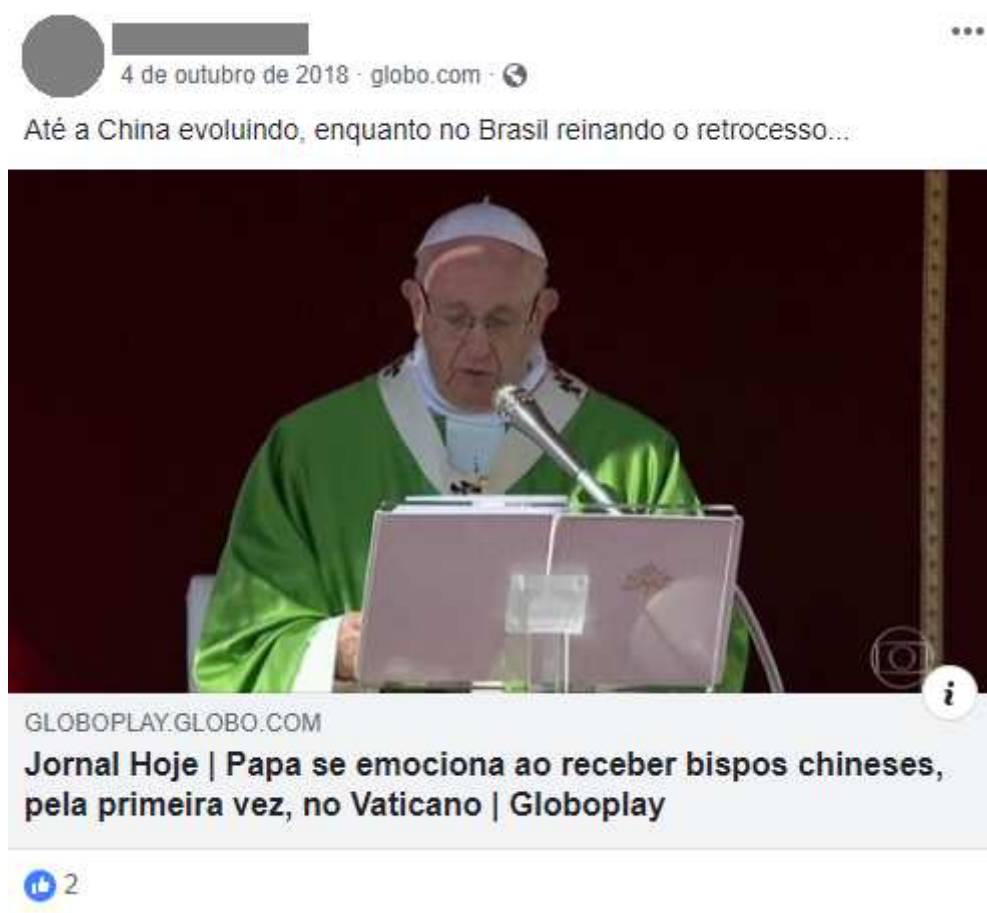 4 de outubro de 2018 · globo.com ·
Até a China evoluindo, enquanto no Brasil reinando o retrocesso...
i
GLOBOPLAY.GLOBO.COM
Jornal Hoje | Papa se emociona ao receber bispos chineses,
pela primeira vez, no Vaticano | Globoplay
2